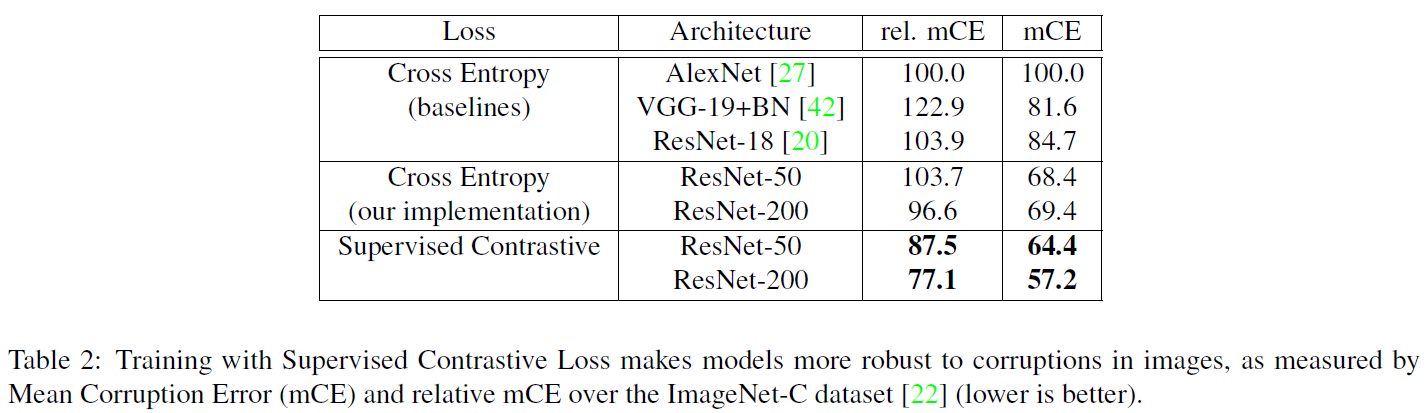 Loss Architecture rel. mCE mCE
Cross Entropy AlexNet [27] 100.0 100.0
(baselines) VGG-19+BN [42] 122.9 81.6
ResNet-18 [20] 103.9 84.7
Cross Entropy ResNet-50 103.7 68.4
(our implementation) ResNet-200 96.6 69.4
Supervised Contrastive ResNet-50 87.5 64.4
ResNet-200 77.1 57.2
Table 2: Training with Supervised Contrastive Loss makes models more robust to corruptions in images, as measured by
Mean Corruption Error (mCE) and relative mCE over the ImageNet-C dataset [22] (lower is better).